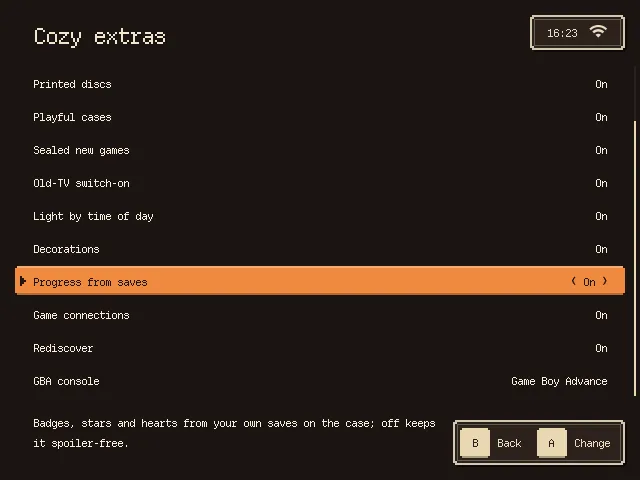 Cozy extras
16:23
Printed discs On
Playful cases On
Sealed new games On
Old-TV switch-on On
Light by time of day On
Decorations On
Progress from saves ‹ On ›
Game connections On
Rediscover On
GBA console Game Boy Advance
Badges, stars and hearts from your own saves on the case; off keeps
it spoiler-free.
B Back A Change